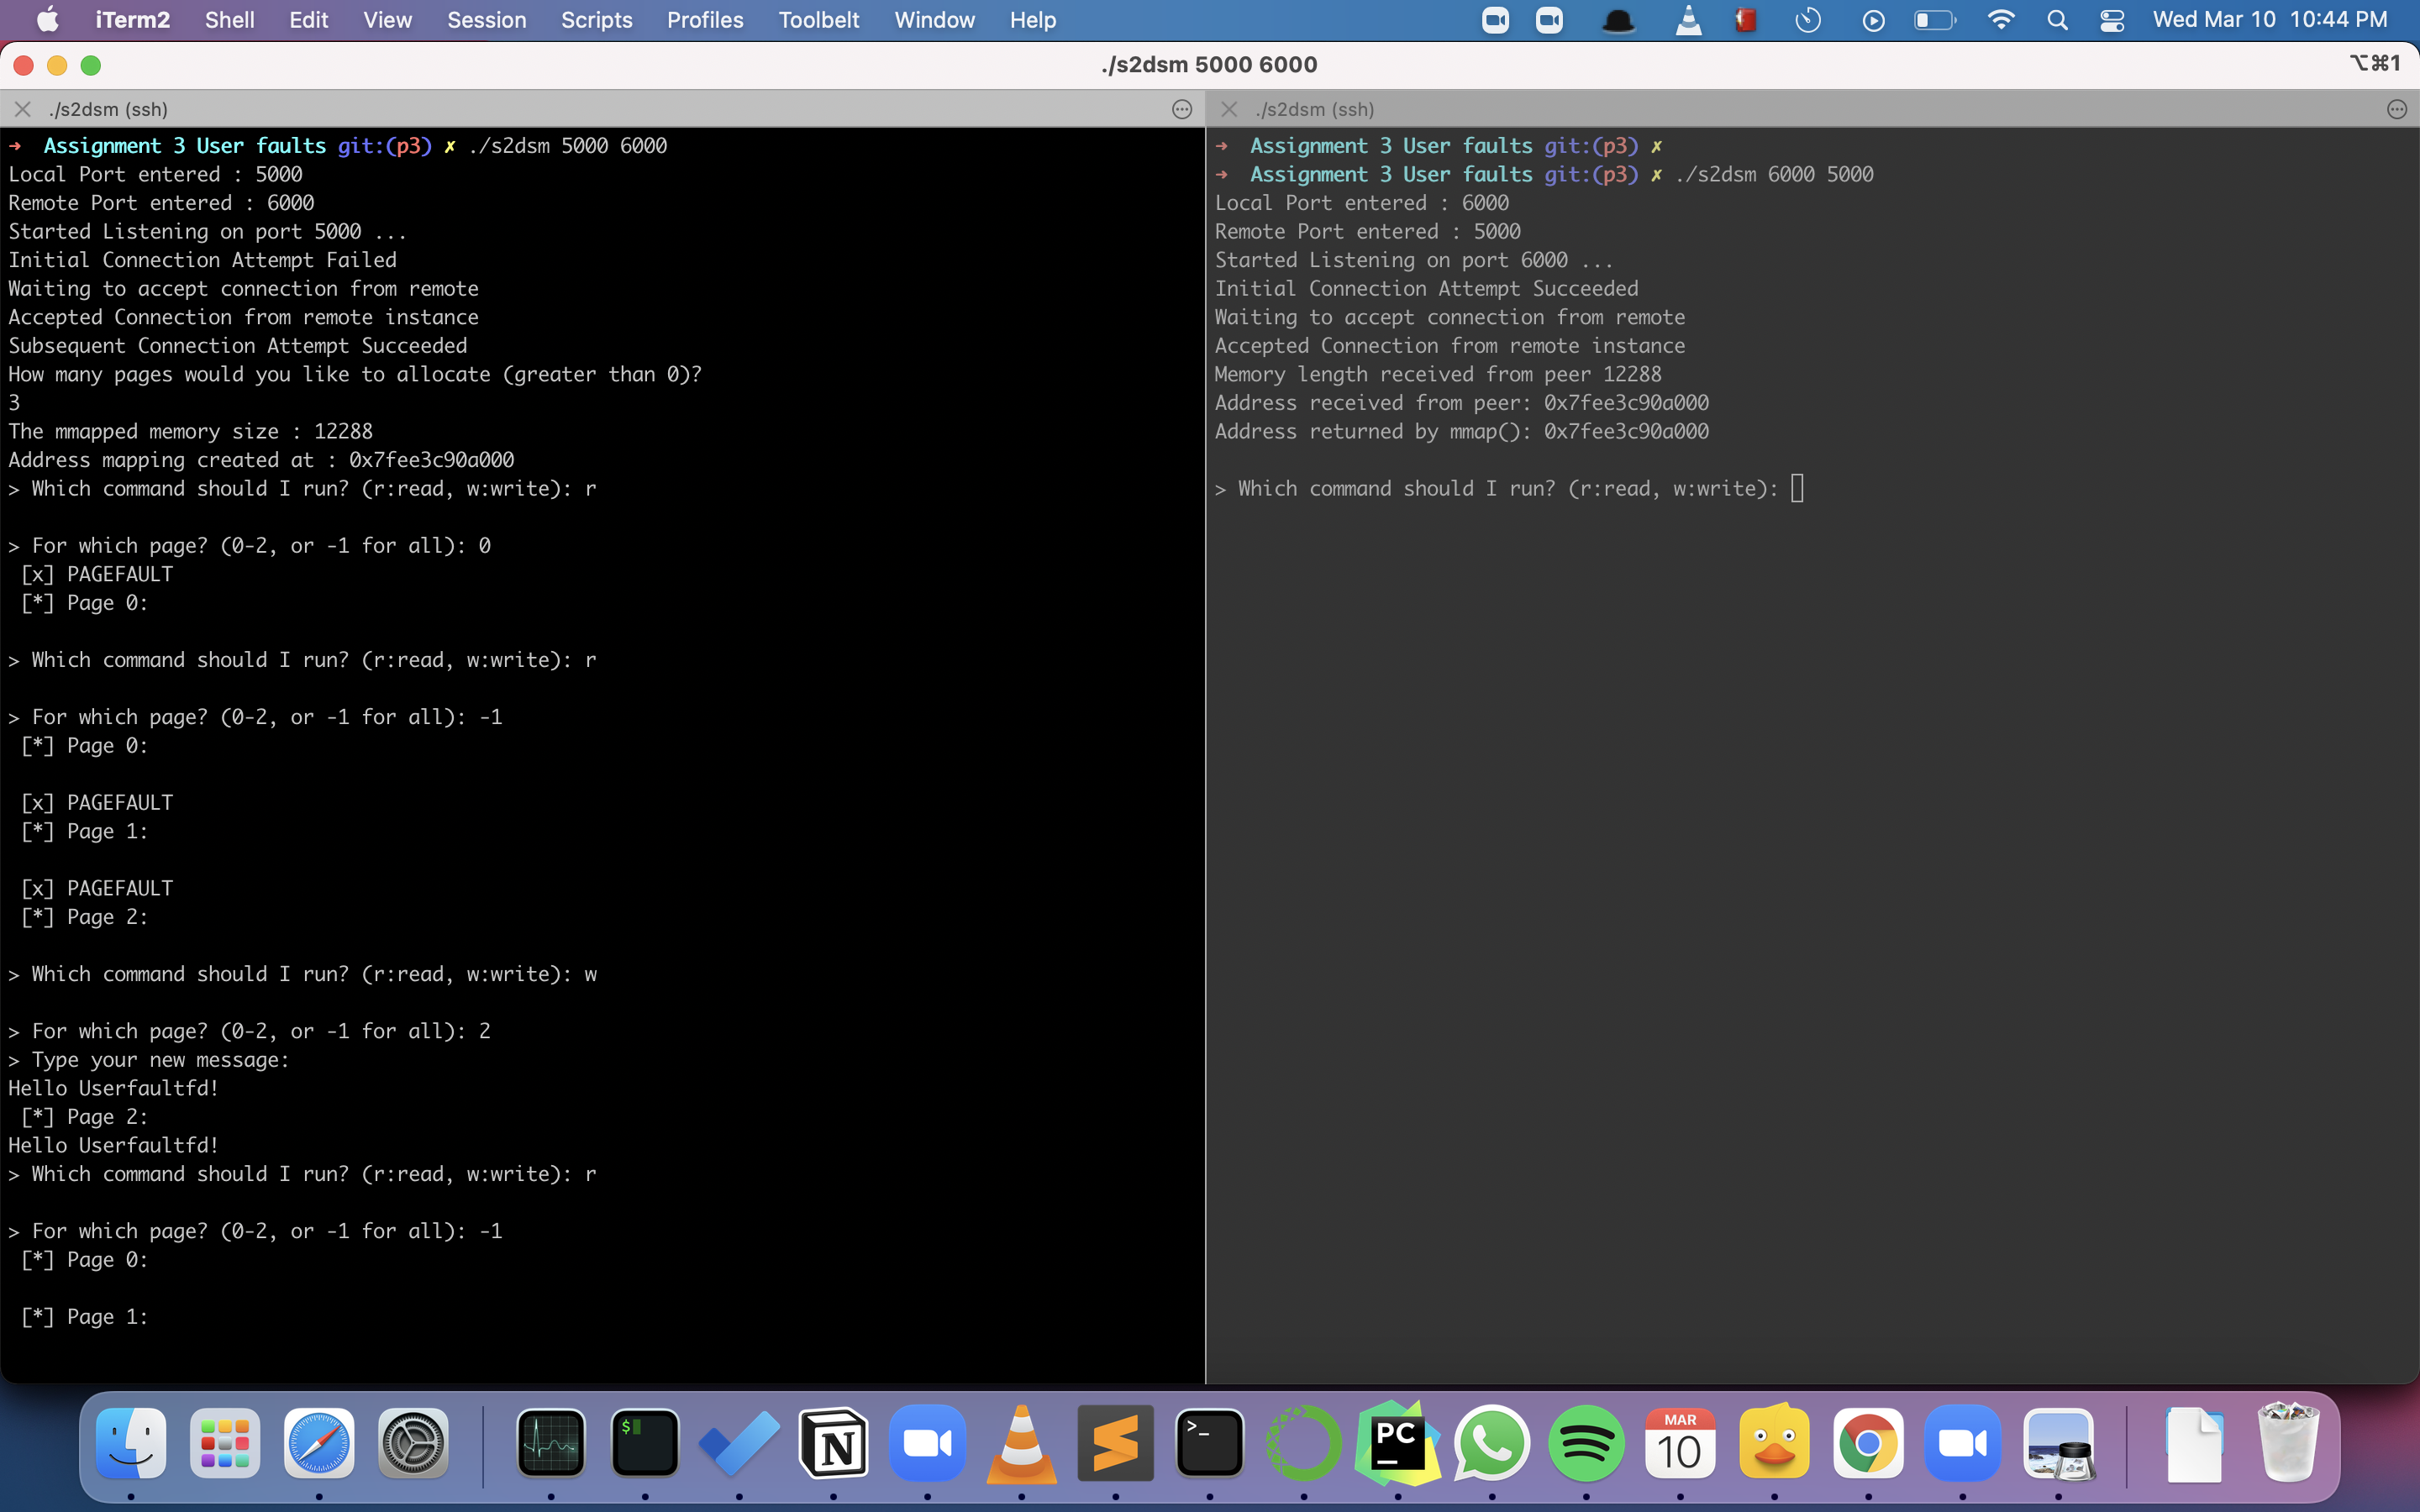 iTerm2 Shell Edit View Session Scripts Profiles Toolbelt Window Help Wed Mar 10 10:44 PM
./s2dsm 5000 6000 ⌥⌘1
./s2dsm (ssh)
➜ Assignment 3 User faults git:(p3) ✗ ./s2dsm 5000 6000
Local Port entered : 5000
Remote Port entered : 6000
Started Listening on port 5000 ...
Initial Connection Attempt Failed
Waiting to accept connection from remote
Accepted Connection from remote instance
Subsequent Connection Attempt Succeeded
How many pages would you like to allocate (greater than 0)?
3
The mmapped memory size : 12288
Address mapping created at : 0x7fee3c90a000
> Which command should I run? (r:read, w:write): r
> For which page? (0-2, or -1 for all): 0
[x] PAGEFAULT
[*] Page 0:
> Which command should I run? (r:read, w:write): r
> For which page? (0-2, or -1 for all): -1
[*] Page 0:
[x] PAGEFAULT
[*] Page 1:
[x] PAGEFAULT
[*] Page 2:
> Which command should I run? (r:read, w:write): w
> For which page? (0-2, or -1 for all): 2
> Type your new message:
Hello Userfaultfd!
[*] Page 2:
Hello Userfaultfd!
> Which command should I run? (r:read, w:write): r
> For which page? (0-2, or -1 for all): -1
[*] Page 0:
[*] Page 1:
./s2dsm (ssh)
➜ Assignment 3 User faults git:(p3) ✗
➜ Assignment 3 User faults git:(p3) ✗ ./s2dsm 6000 5000
Local Port entered : 6000
Remote Port entered : 5000
Started Listening on port 6000 ...
Initial Connection Attempt Succeeded
Waiting to accept connection from remote
Accepted Connection from remote instance
Memory length received from peer 12288
Address received from peer: 0x7fee3c90a000
Address returned by mmap(): 0x7fee3c90a000
> Which command should I run? (r:read, w:write):
$
N
>_
PC
MAR
10